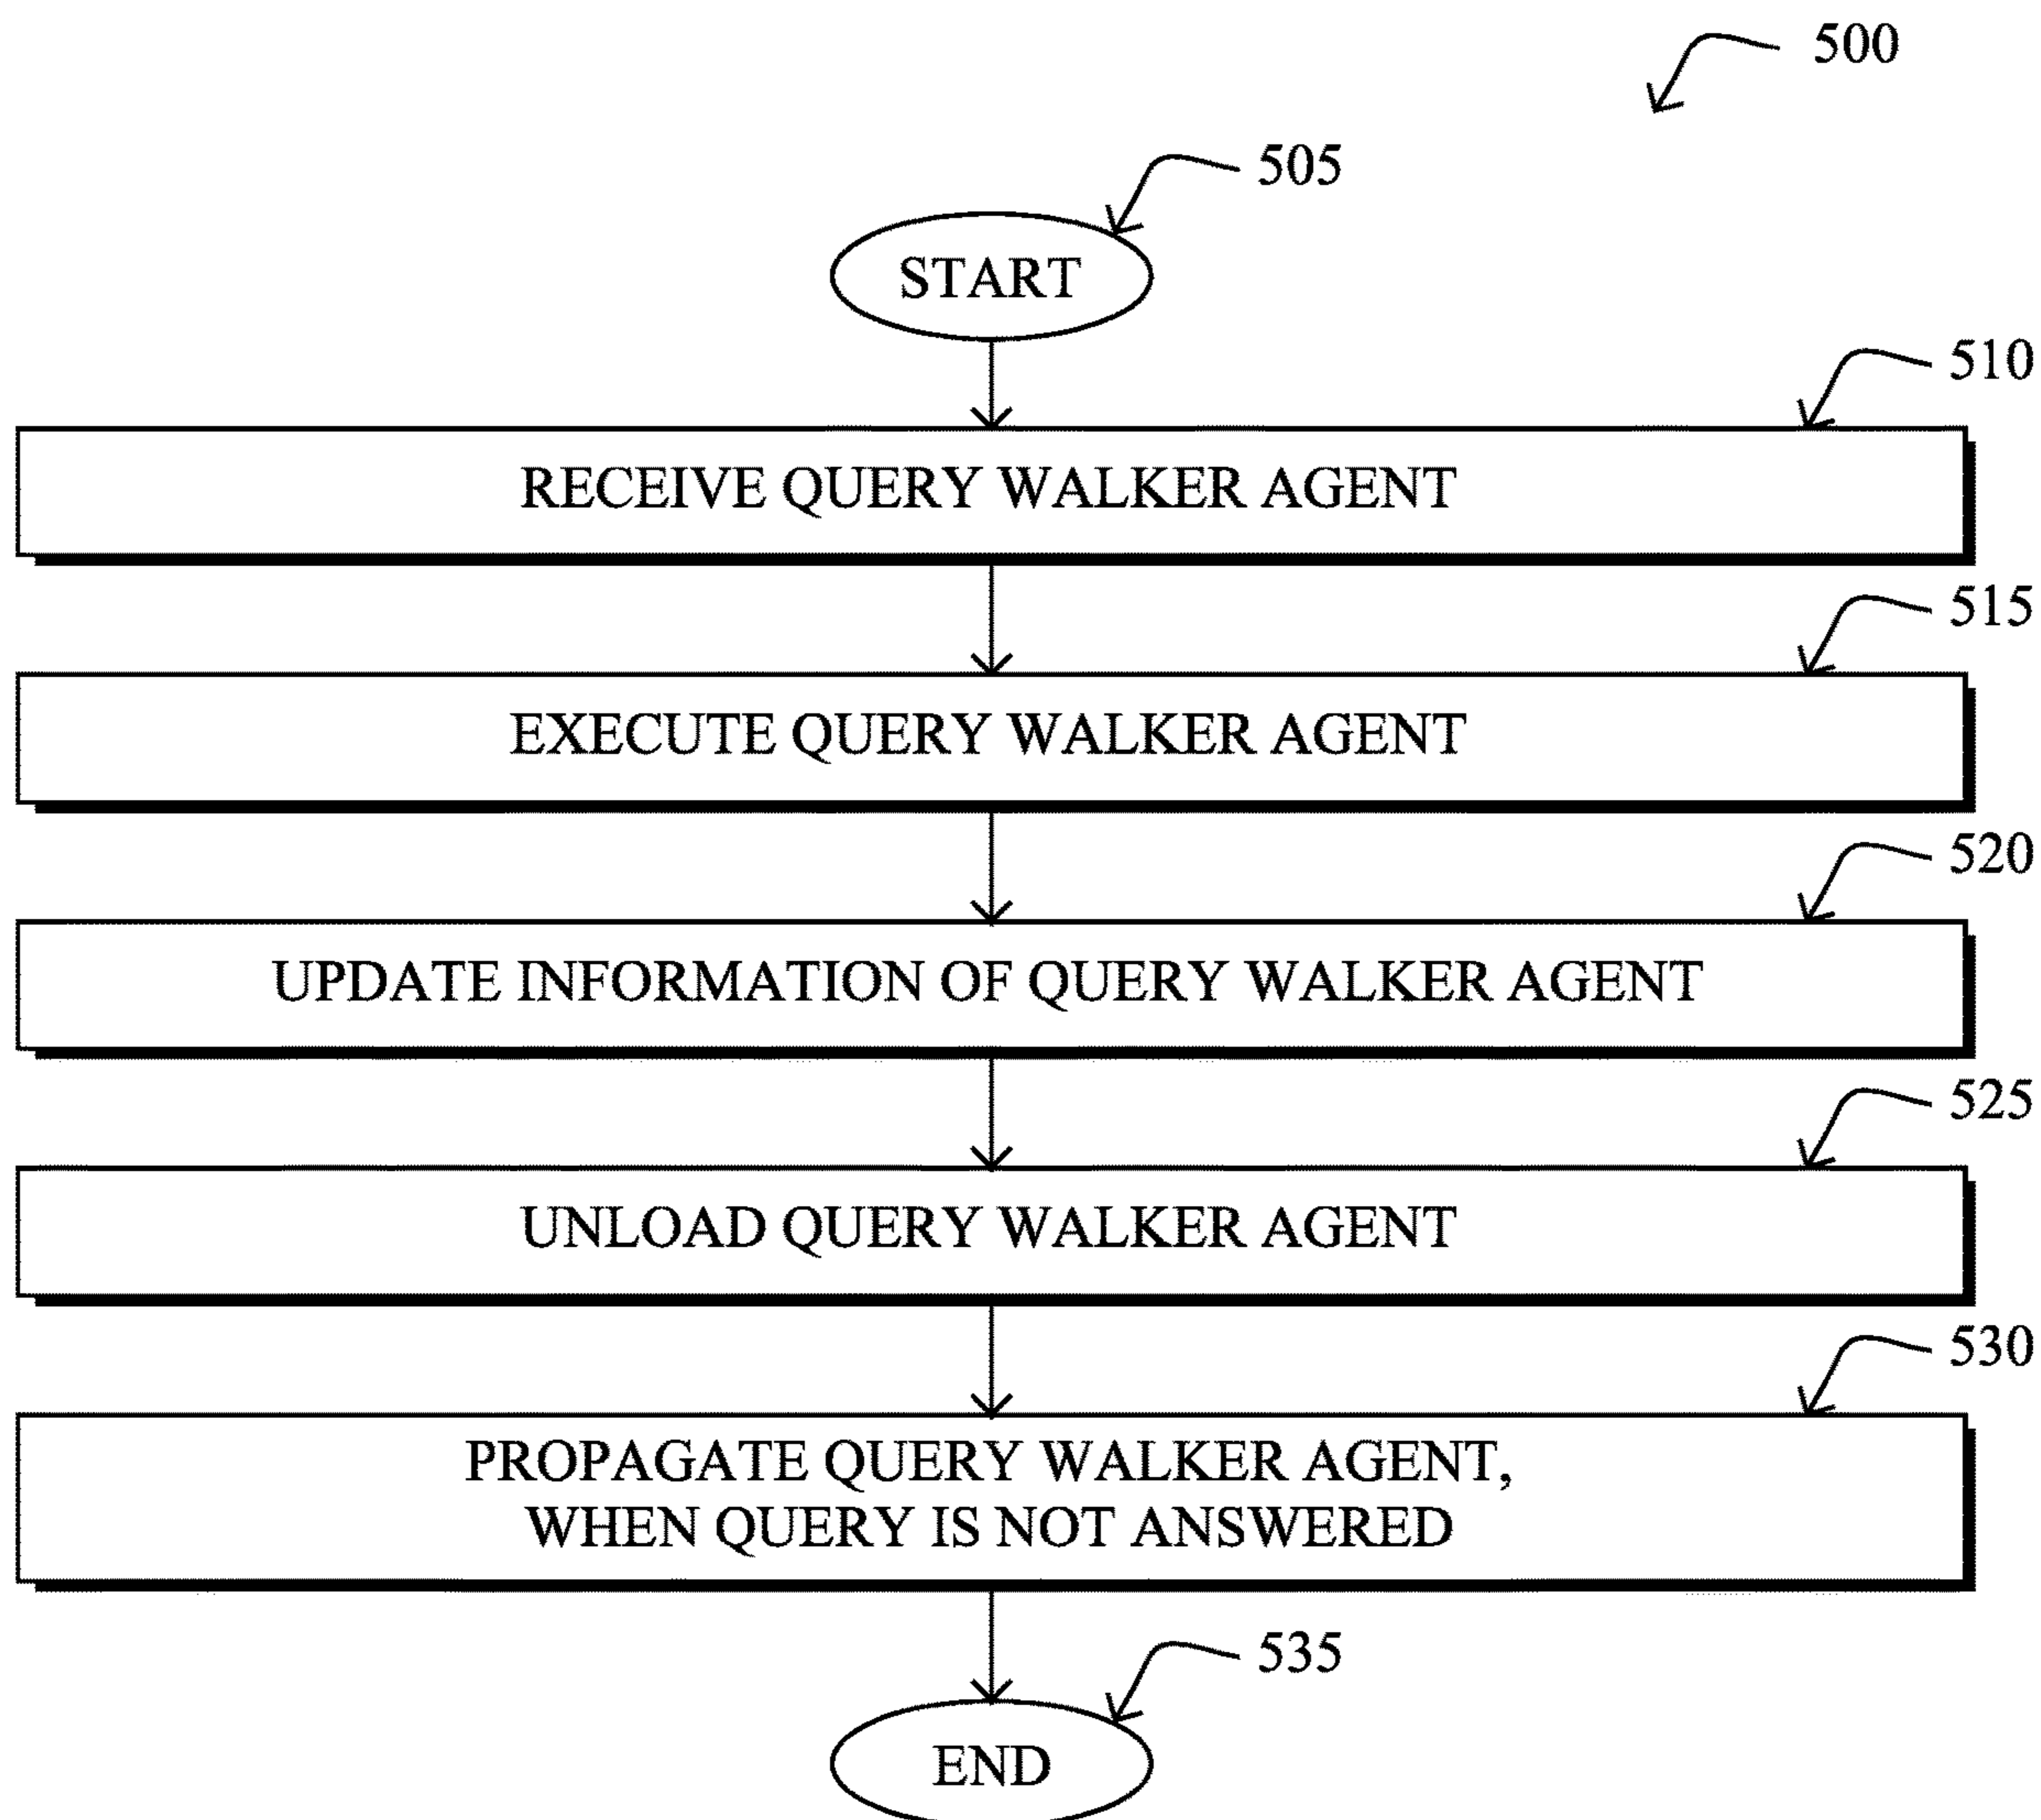 500
505
START
510
RECEIVE QUERY WALKER AGENT
515
EXECUTE QUERY WALKER AGENT
520
UPDATE INFORMATION OF QUERY WALKER AGENT
525
UNLOAD QUERY WALKER AGENT
530
PROPAGATE QUERY WALKER AGENT,
WHEN QUERY IS NOT ANSWERED
535
END